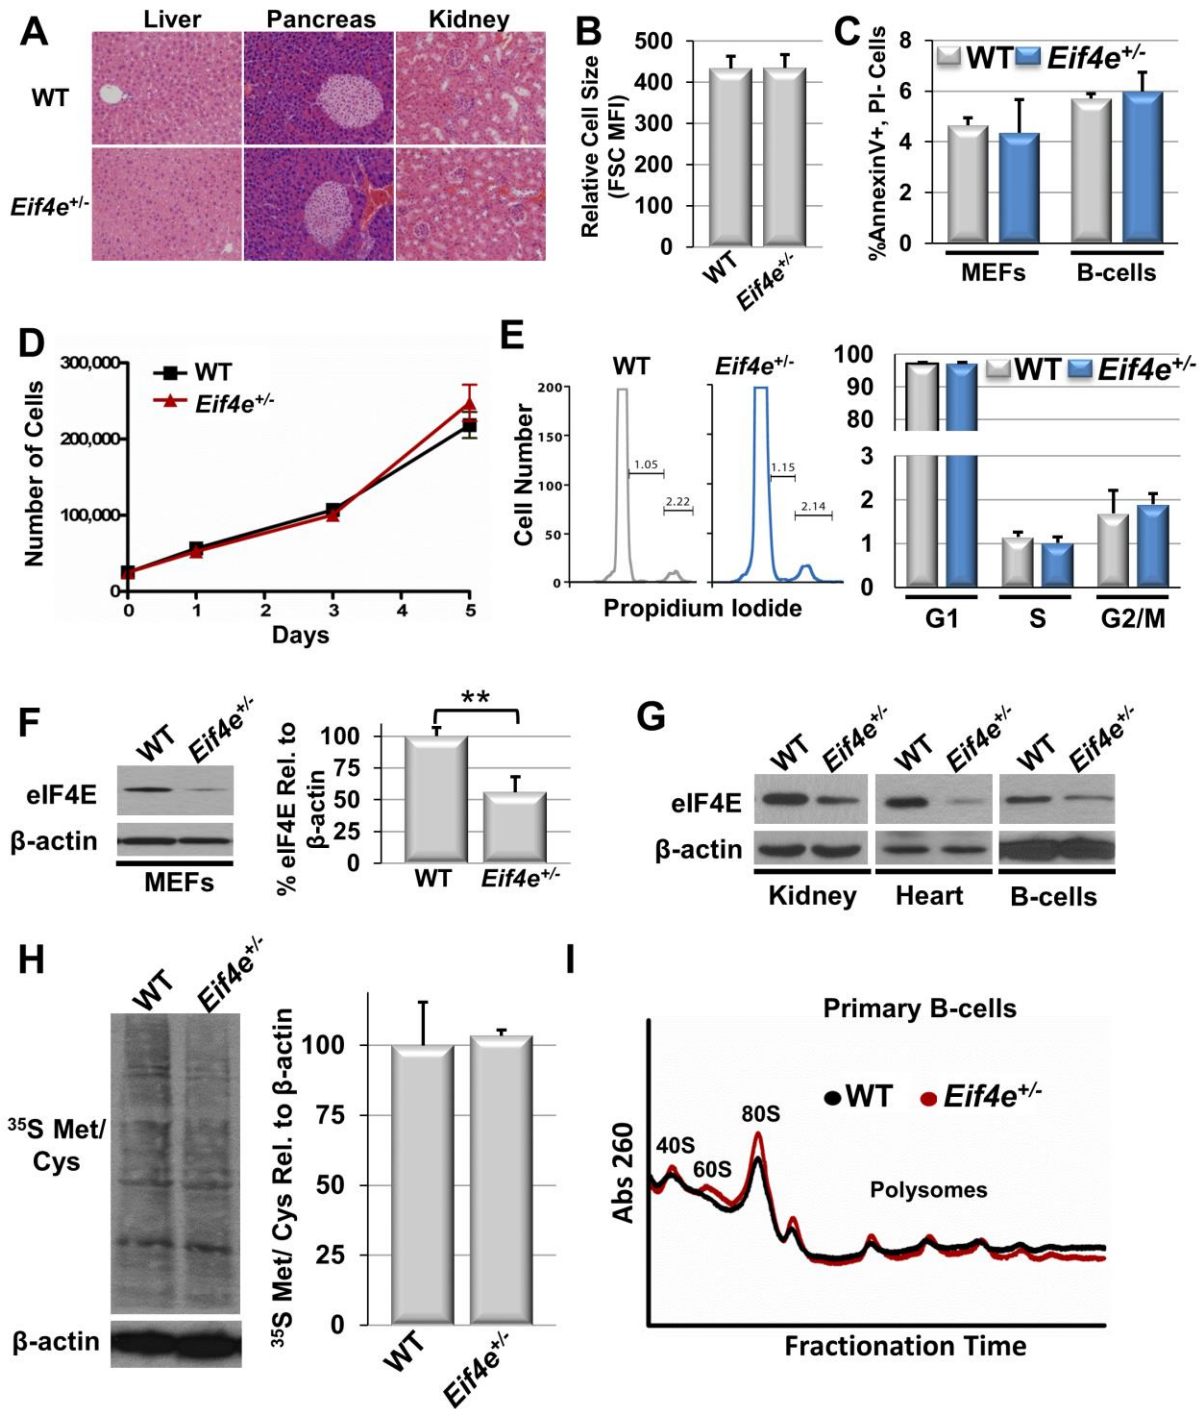 A
Liver Pancreas Kidney
WT
Eif4e+/-
B
Relative Cell Size
(FSC MFI)
500
400
300
200
100
0
WT
Eif4e+/-
C
%AnnexinV+, PI- Cells
8
6
4
2
0
WT Eif4e+/-
MEFs B-cells
D
Number of Cells
300,000
200,000
100,000
0
WT
Eif4e+/-
0 1 2 3 4 5
Days
E
WT Eif4e+/-
Cell Number
200
150
100
50
0
1.05
2.22
1.15
2.14
Propidium Iodide
100
90
80
3
2
1
0
WT Eif4e+/-
G1 S G2/M
F
WT Eif4e+/-
eIF4E
β-actin
MEFs
% eIF4E Rel. to
β-actin
100
75
50
25
0
**
WT Eif4e+/-
G
WT Eif4e+/- WT Eif4e+/- WT Eif4e+/-
eIF4E
β-actin
Kidney Heart B-cells
H
WT Eif4e+/-
35S Met/
Cys
β-actin
35S Met/ Cys Rel. to β-actin
100
75
50
25
0
WT
Eif4e+/-
I
Primary B-cells
WT Eif4e+/-
Abs 260
40S
60S
80S
Polysomes
Fractionation Time